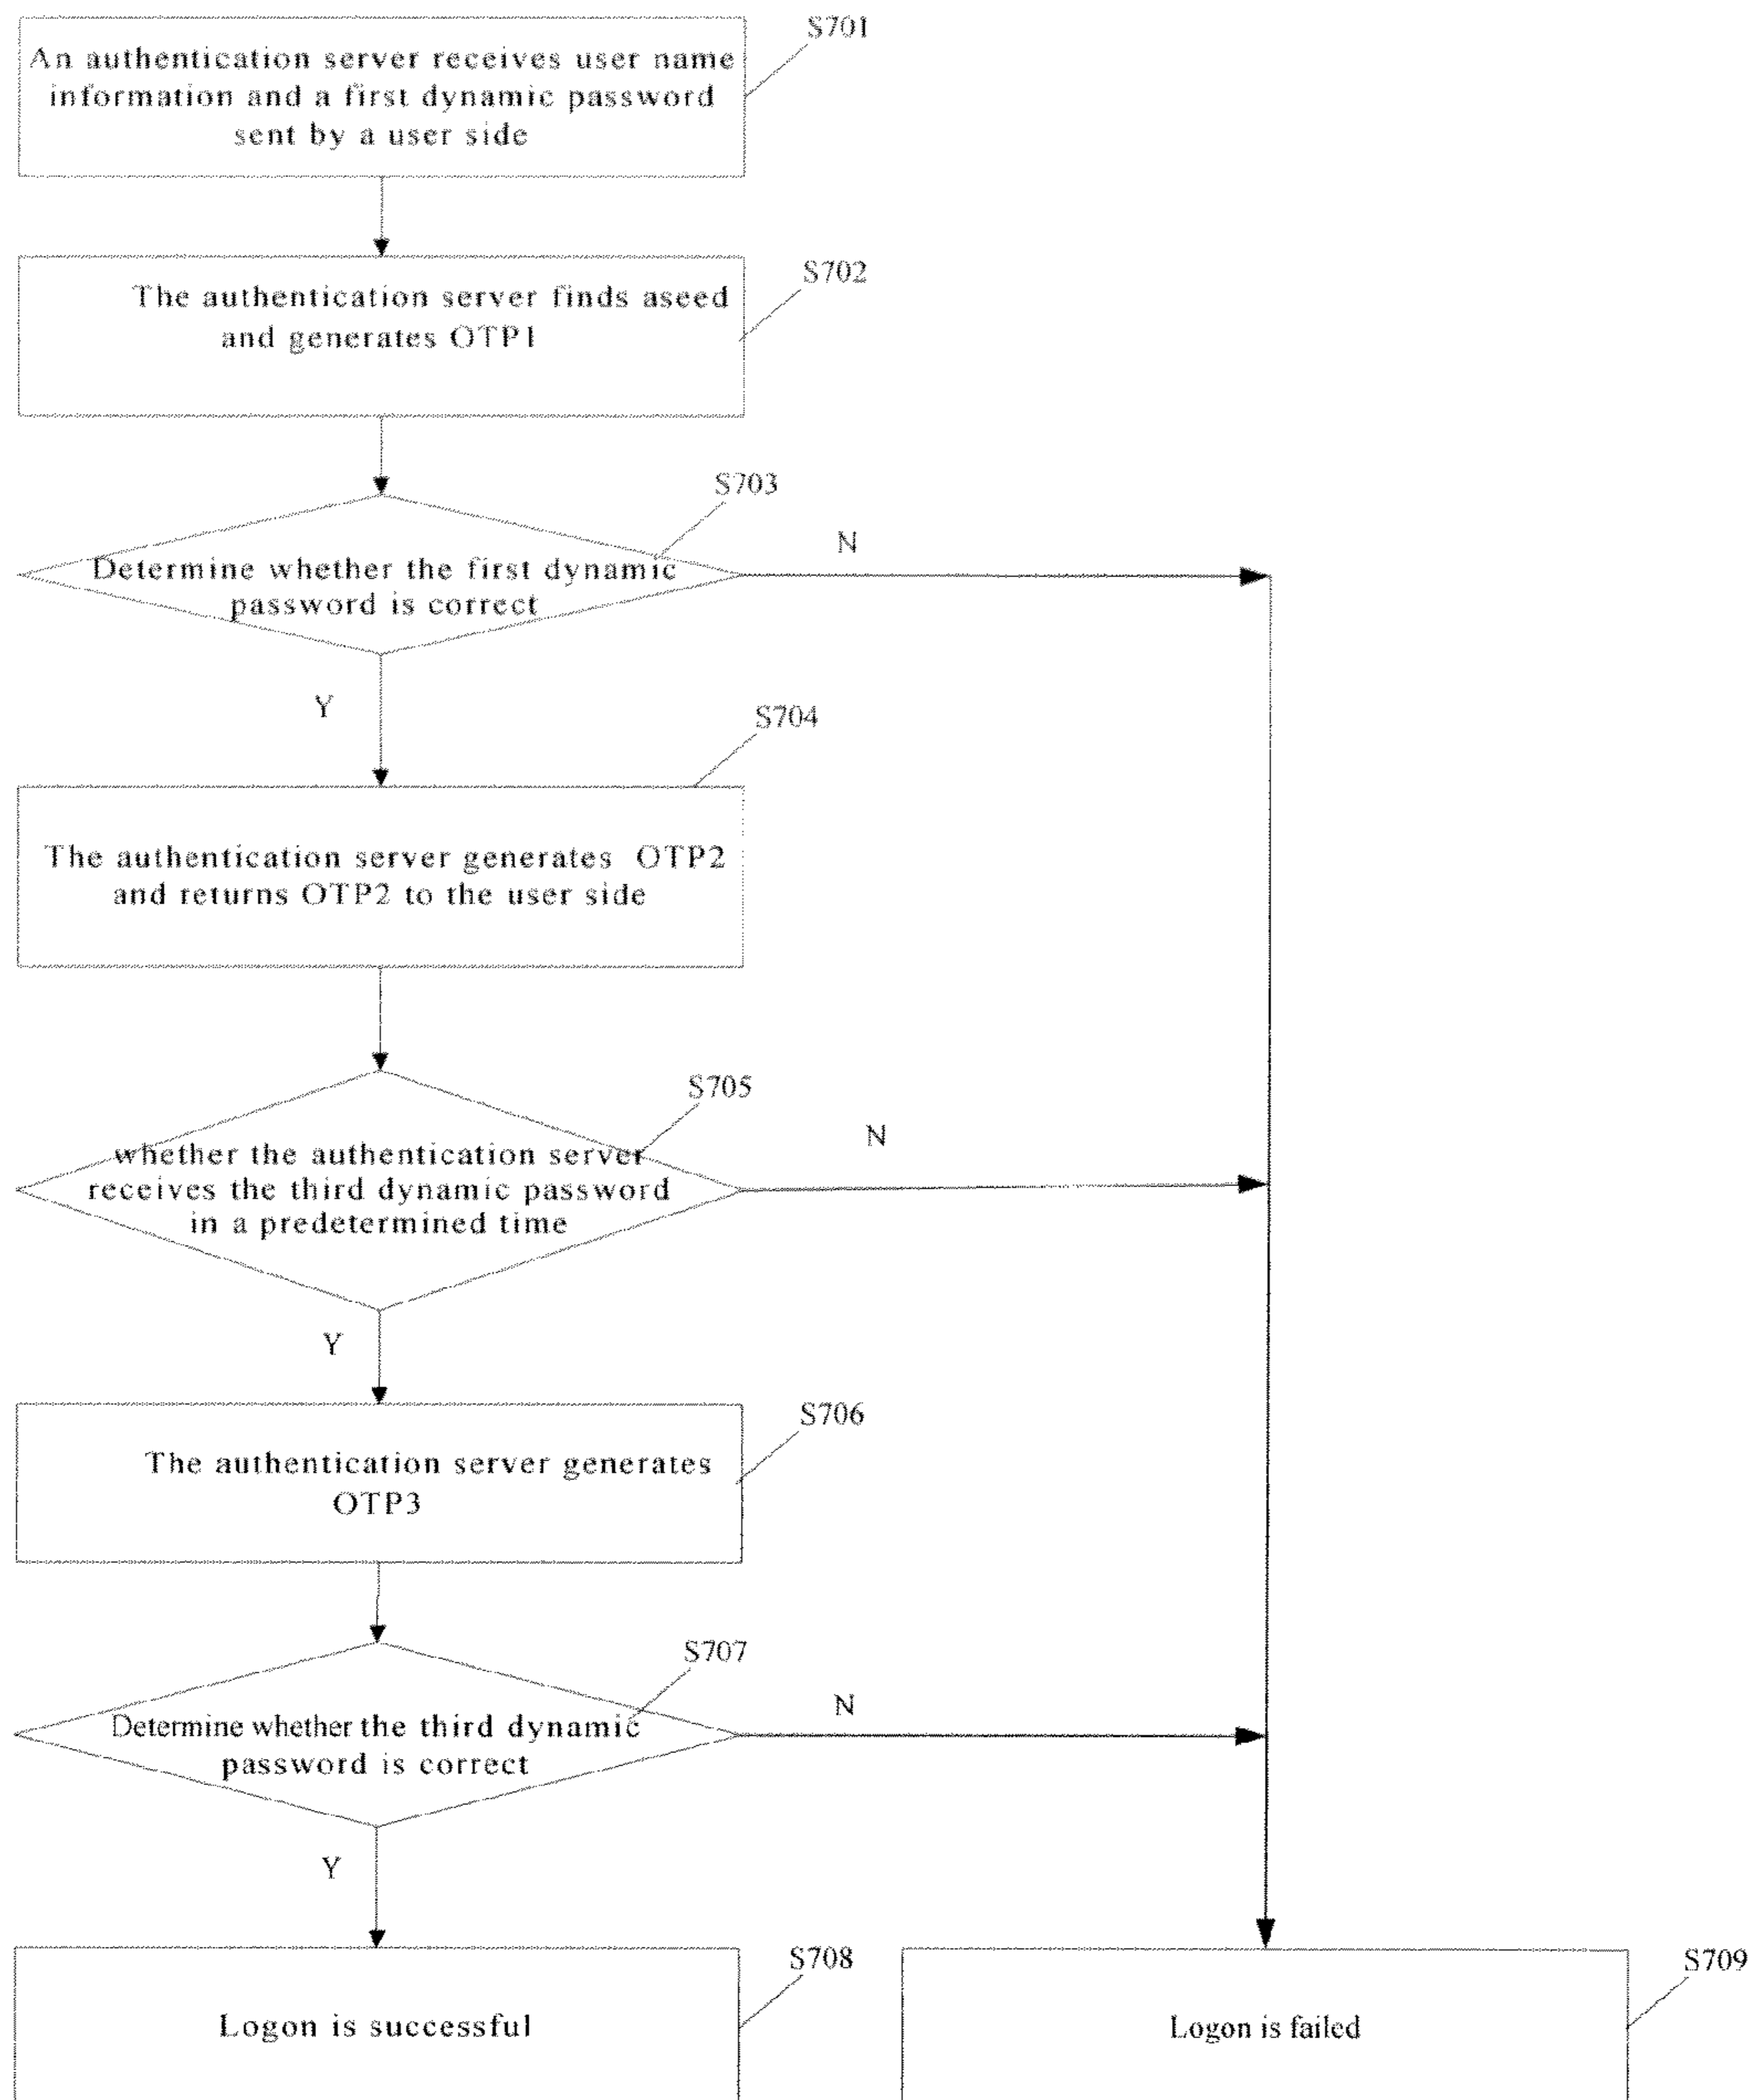 S701
An authentication server receives user name
information and a first dynamic password
sent by a user side
S702
The authentication server finds aseed
and generates OTP1
S703
N
Determine whether the first dynamic
password is correct
Y
S704
The authentication server generates OTP2
and returns OTP2 to the user side
S705
N
whether the authentication server
receives the third dynamic password
in a predetermined time
Y
S706
The authentication server generates
OTP3
S707
N
Determine whether the third dynamic
password is correct
Y
S708
S709
Logon is successful
Logon is failed